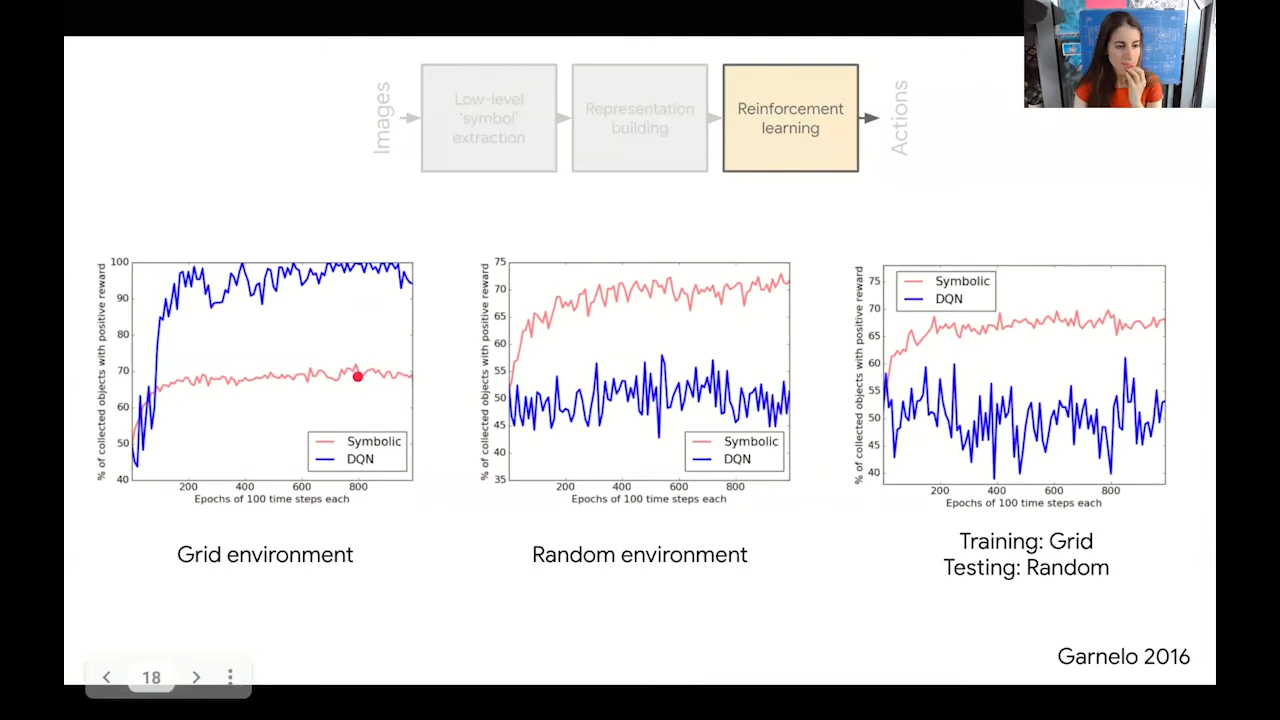 Images
Low-level
'symbol'
extraction
Representation
building
Reinforcement
learning
Actions
% of collected objects with positive reward
100
90
80
70
60
50
40
200
400
600
800
Symbolic
DQN
Epochs of 100 time steps each
Grid environment
% of collected objects with positive reward
75
70
65
60
55
50
45
40
35
200
400
600
800
Symbolic
DQN
Epochs of 100 time steps each
Random environment
% of collected objects with positive reward
75
70
65
60
55
50
45
40
200
400
600
800
Symbolic
DQN
Epochs of 100 time steps each
Training: Grid
Testing: Random
Garnelo 2016
18